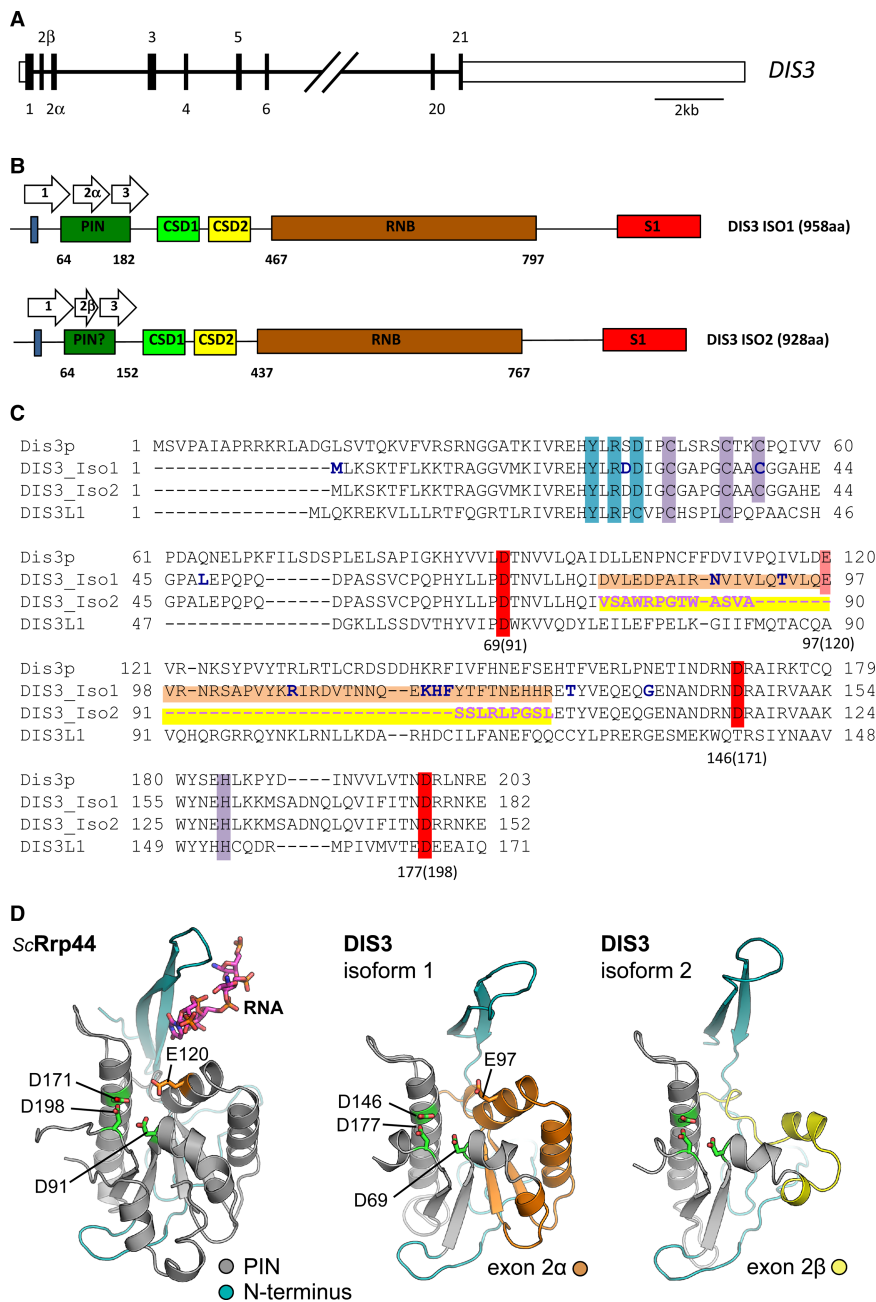 A
2β 3 5 21
DIS3
1 2α 4 6 20 2kb
B
1 2α 3
PIN CSD1 CSD2 RNB S1 DIS3 ISO1 (958aa)
64 182 467 797
1 2β 3
PIN? CSD1 CSD2 RNB S1 DIS3 ISO2 (928aa)
64 152 437 767
C
Dis3p 1 MSVPAIAPRRKRLADGLSVTQKVFVRSRNGGATKIVREHYLRSDIPCLSRSCTKCPQIVV 60
DIS3_Iso1 1 ----------------MLKSKTFLKKTRAGGVMKIVREHYLRDDIGCGAPGCAACGGAHE 44
DIS3_Iso2 1 ----------------MLKSKTFLKKTRAGGVMKIVREHYLRDDIGCGAPGCAACGGAHE 44
DIS3L1 1 --------------MLQKREKVLLLRTFQGRTLRIVREHYLRPCVPCHSPLCPQPAACSH 46
Dis3p 61 PDAQNELPKFILSDSPLELSAPIGKHYVVLDTNVVLQAIDLLENPNCFFDVIVPQIVLDE 120
DIS3_Iso1 45 GPALEPQPQ------DPASSVCPQPHYLLPDTNVLLHQIDVLEDPAIR-NVIVLQTVLQE 97
DIS3_Iso2 45 GPALEPQPQ------DPASSVCPQPHYLLPDTNVLLHQIVSAWRPGTW-ASVA------- 90
DIS3L1 47 ---------------DGKLLSSDVTHYVIPDWKVVQDYLEILEFPELK-GIIFMQTACQA 90
69(91) 97(120)
Dis3p 121 VR-NKSYPVYTRLRTLCRDSDDHKRFIVFHNEFSEHTFVERLPNETINDRNDRAIRKTCQ 179
DIS3_Iso1 98 VR-NRSAPVYKRIRDVTNNQ--EKHFYTFTNEHHRETYVEQEQGENANDRNDRAIRVAAK 154
DIS3_Iso2 91 --------------------------SSLRLPGSLETYVEQEQGENANDRNDRAIRVAAK 124
DIS3L1 91 VQHQRGRRQYNKLRNLLKDA--RHDCILFANEFQQCCYLPRERGESMEKWQTRSIYNAAV 148
146(171)
Dis3p 180 WYSEHLKPYD----INVVLVTNDRLNRE 203
DIS3_Iso1 155 WYNEHLKKMSADNQLQVIFITNDRRNKE 182
DIS3_Iso2 125 WYNEHLKKMSADNQLQVIFITNDRRNKE 152
DIS3L1 149 WYYHHCQDR-----MPIVMVTEDEEAIQ 171
177(198)
D
ScRrp44
RNA
E120
D171
D198
D91
PIN
N-terminus
DIS3
isoform 1
E97
D146
D177
D69
exon 2α
DIS3
isoform 2
exon 2β